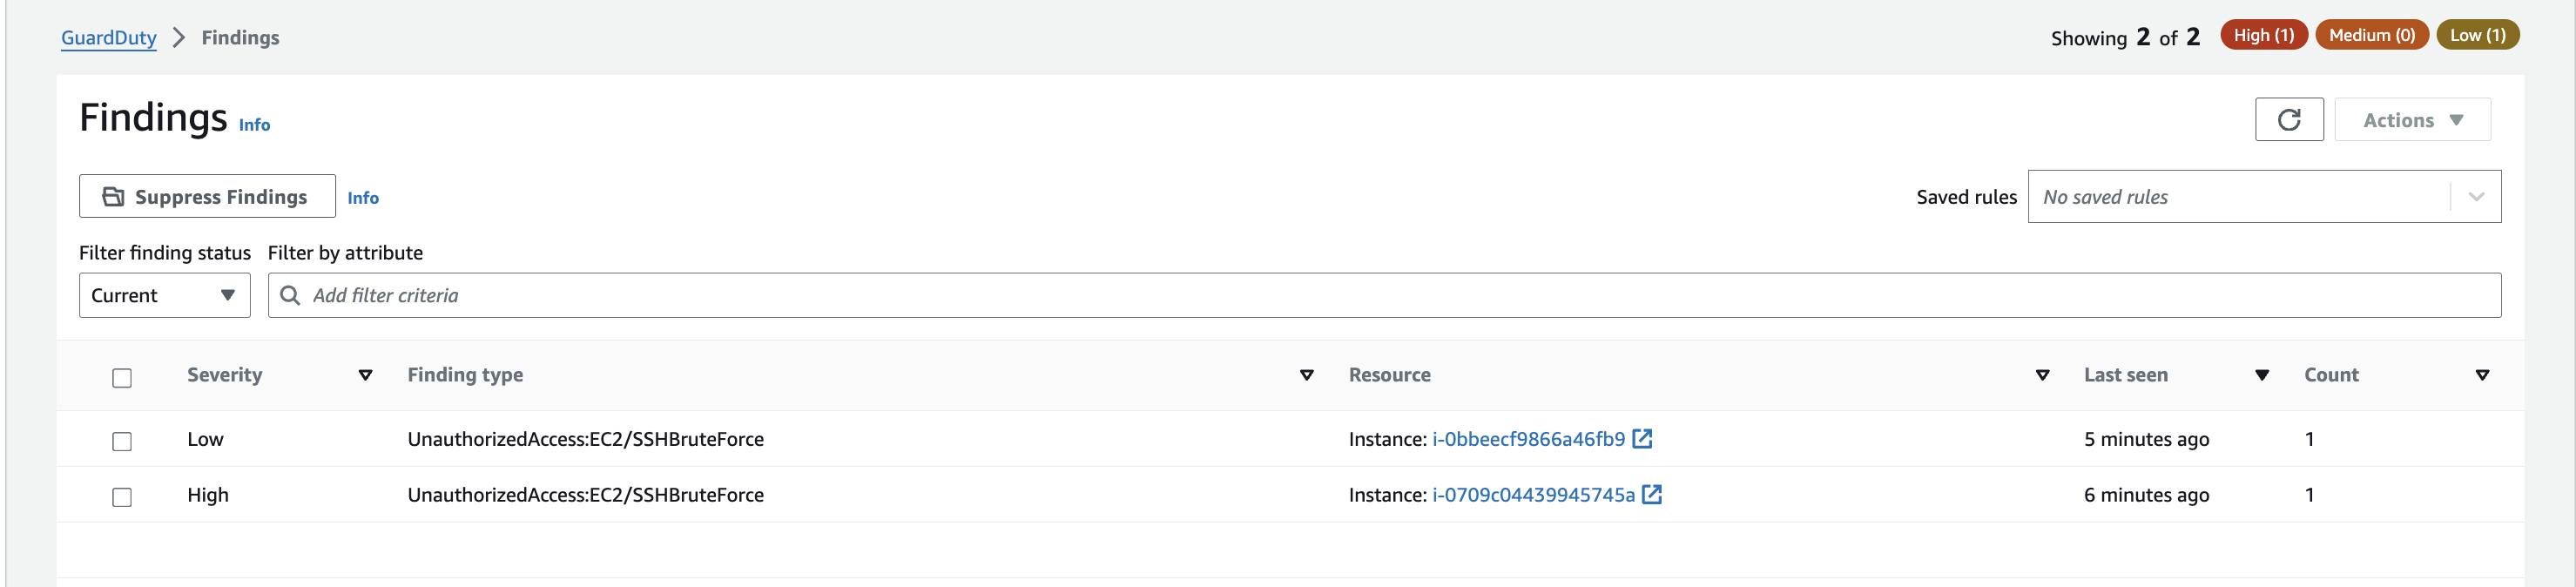 GuardDuty > Findings
Showing 2 of 2 High (1) Medium (0) Low (1)
Findings Info
Actions
Suppress Findings Info
Saved rules No saved rules
Filter finding status Filter by attribute
Current Add filter criteria
Severity Finding type Resource Last seen Count
Low UnauthorizedAccess:EC2/SSHBruteForce Instance: i-0bbeecf9866a46fb9 5 minutes ago 1
High UnauthorizedAccess:EC2/SSHBruteForce Instance: i-0709c04439945745a 6 minutes ago 1